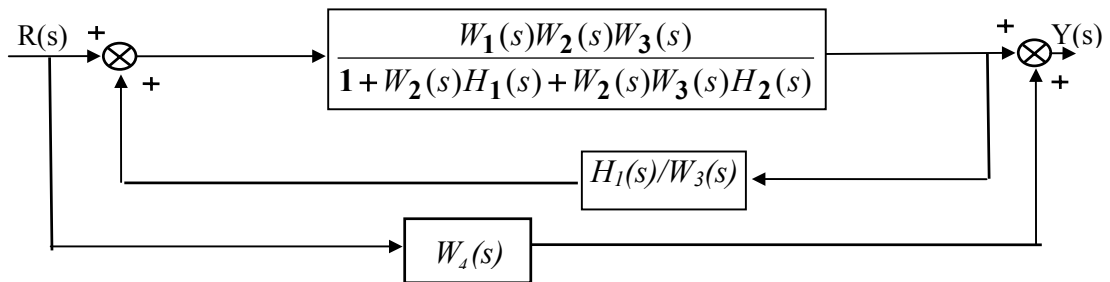 R(s)
+
+
W₁(s)W₂(s)W₃(s)
1+W₂(s)H₁(s)+W₂(s)W₃(s)H₂(s)
+
Y(s)
+
H₁(s)/W₃(s)
W₄(s)